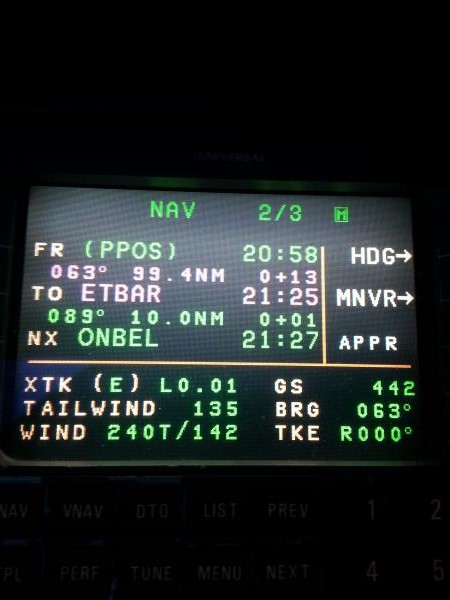 UNIVERSAL
NAV 2/3 M
FR (PPOS) 20:58 HDG→
063° 99.4NM 0+13
TO ETBAR 21:25 MNVR→
089° 10.0NM 0+01
NX ONBEL 21:27 APPR
XTK (E) L0.01 GS 442
TAILWIND 135 BRG 063°
WIND 240T/142 TKE R000°
NAV VNAV DTO LIST PREV 1 2
FPL PERF TUNE MENU NEXT 4 5